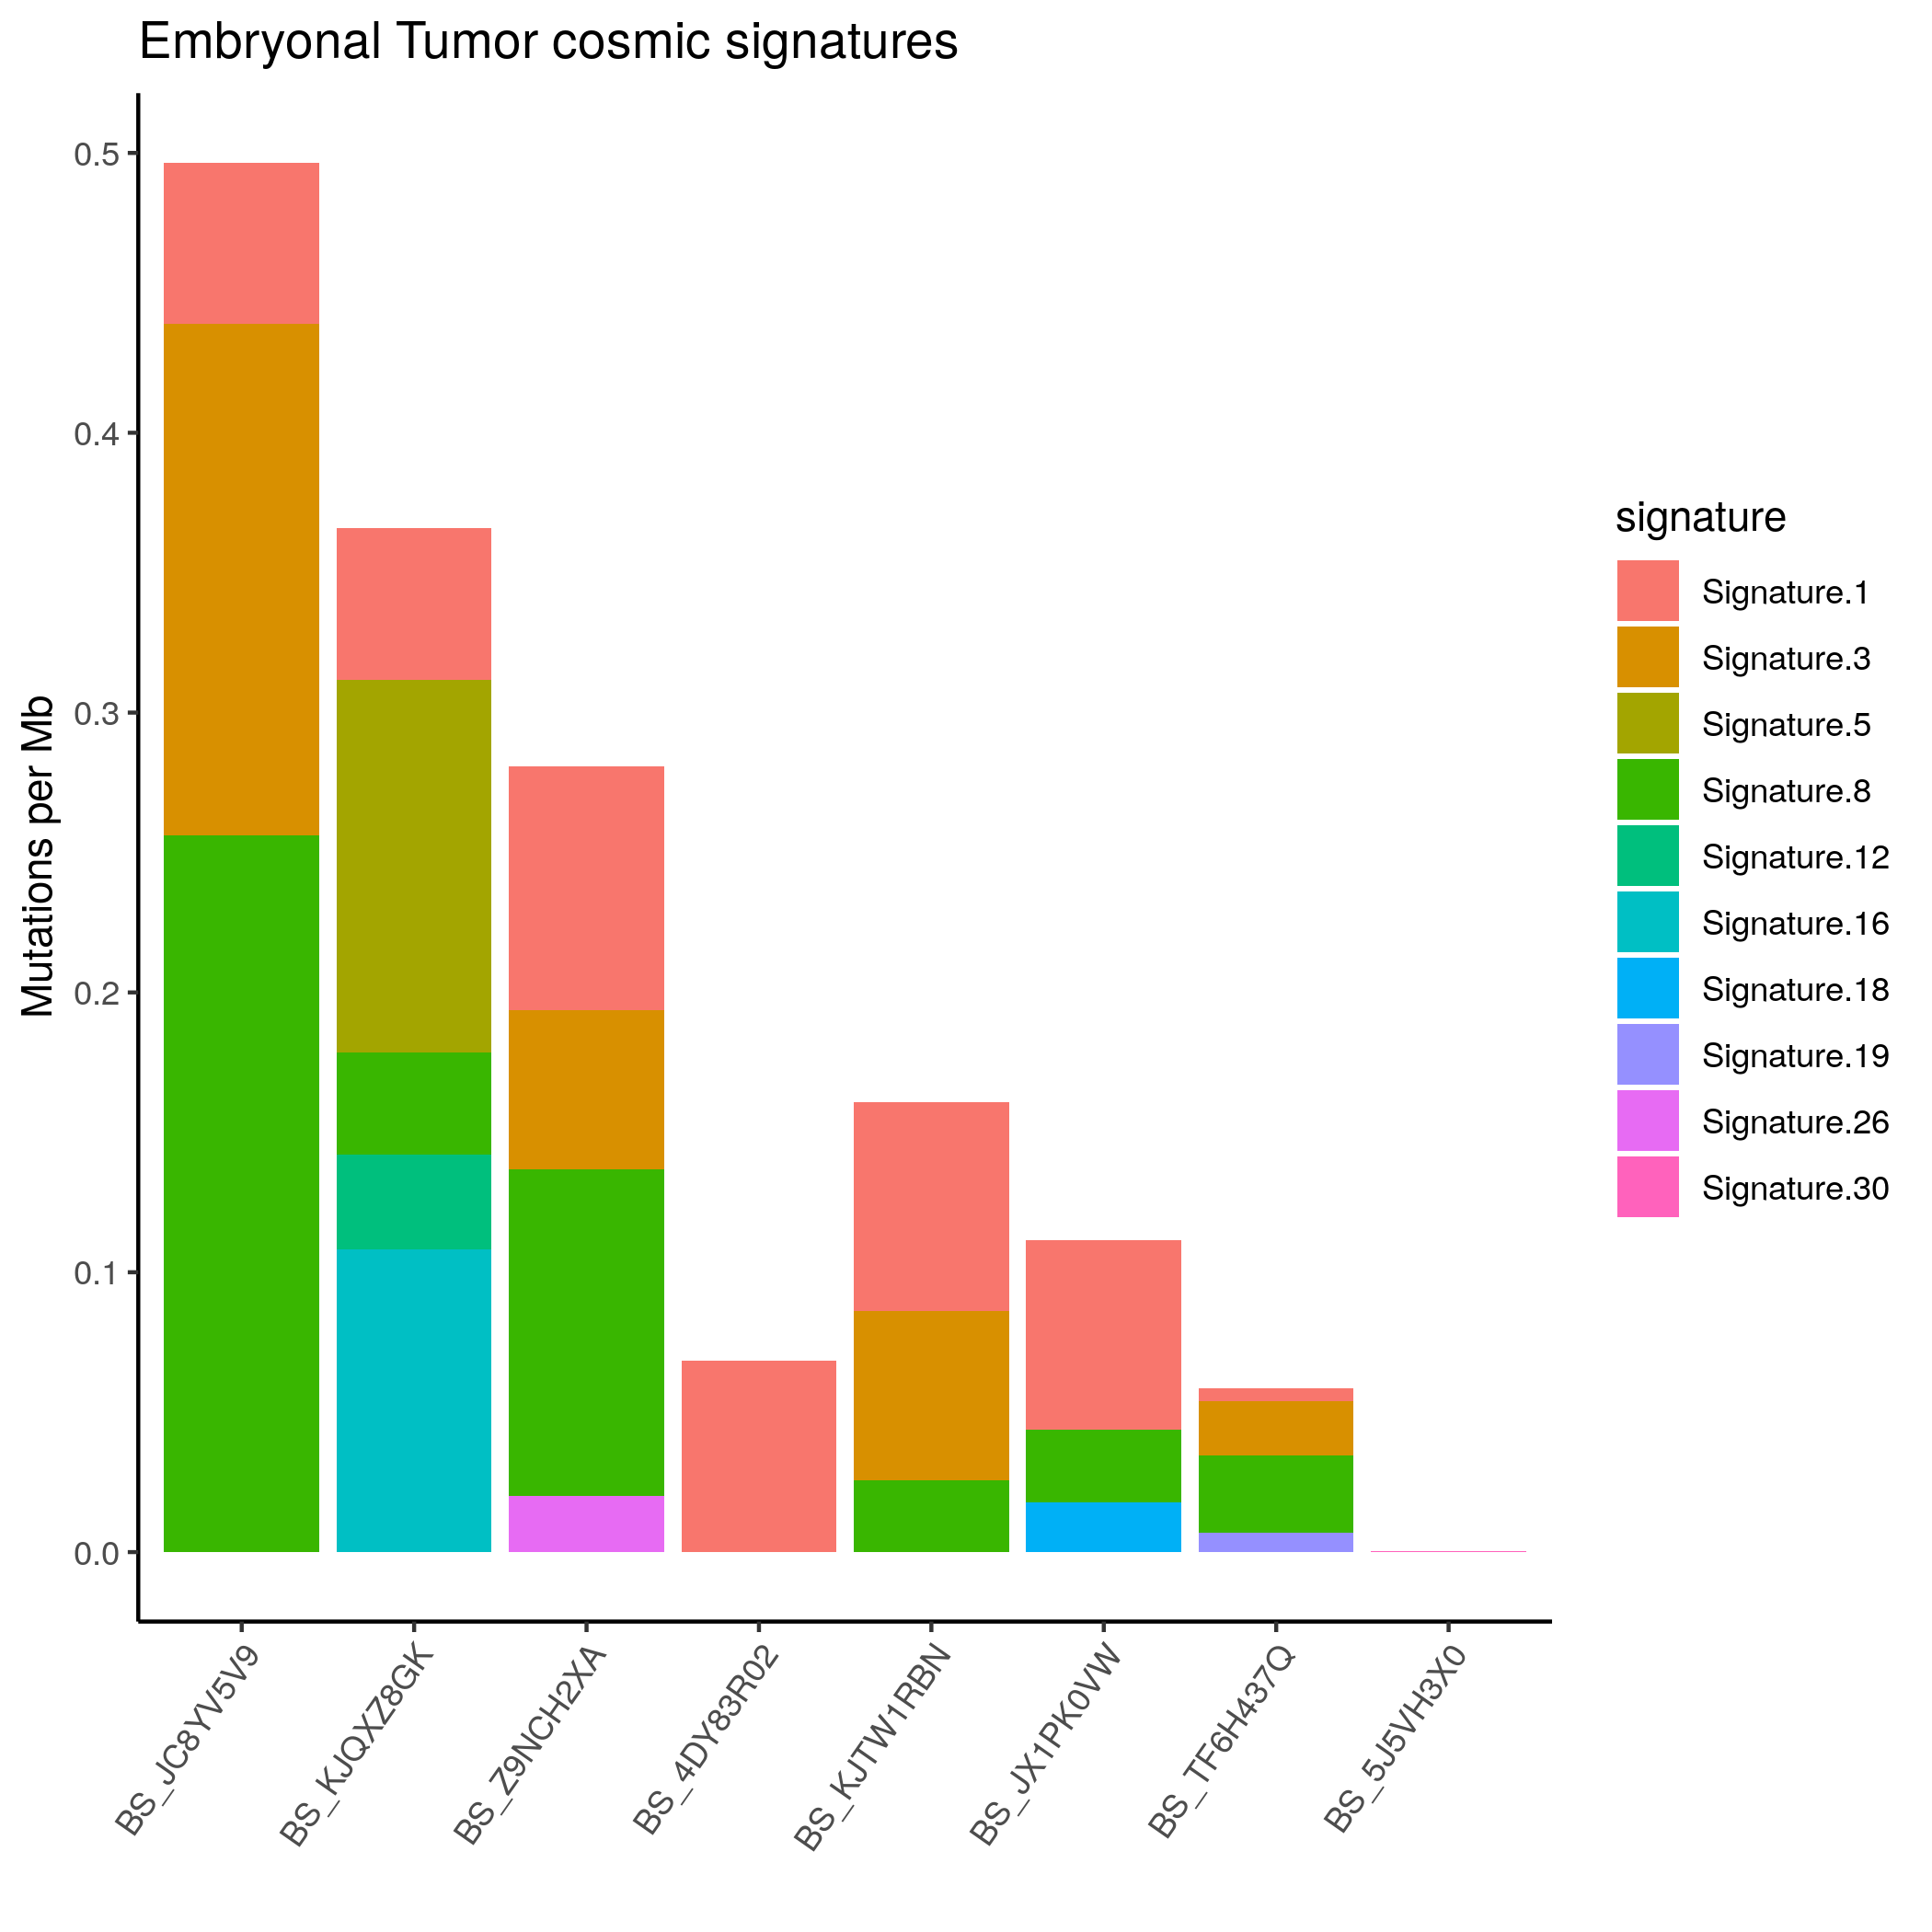 Embryonal Tumor cosmic signatures
Mutations per Mb
0.5
0.4
0.3
0.2
0.1
0.0
BS_JC8YV5V9
BS_KJQXZ8GK
BS_Z9NCH2XA
BS_4DY83R02
BS_KJTW1RBN
BS_JX1PK0VW
BS_TF6H437Q
BS_5J5VH3X0
signature
Signature.1
Signature.3
Signature.5
Signature.8
Signature.12
Signature.16
Signature.18
Signature.19
Signature.26
Signature.30